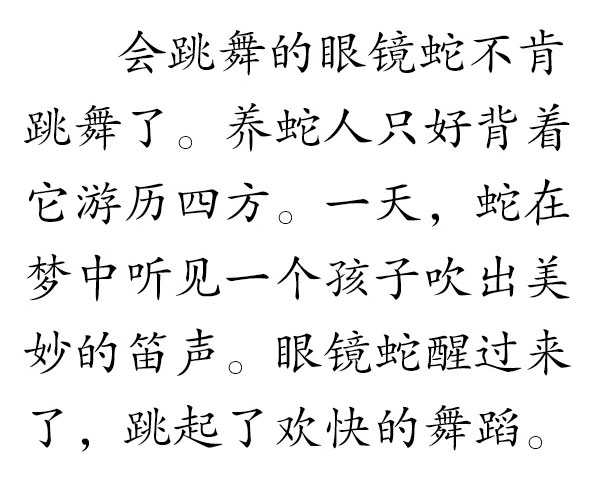 会跳舞的眼镜蛇不肯
跳舞了。养蛇人只好背着
它游历四方。一天，蛇在
梦中听见一个孩子吹出美
妙的笛声。眼镜蛇醒过来
了，跳起了欢快的舞蹈。